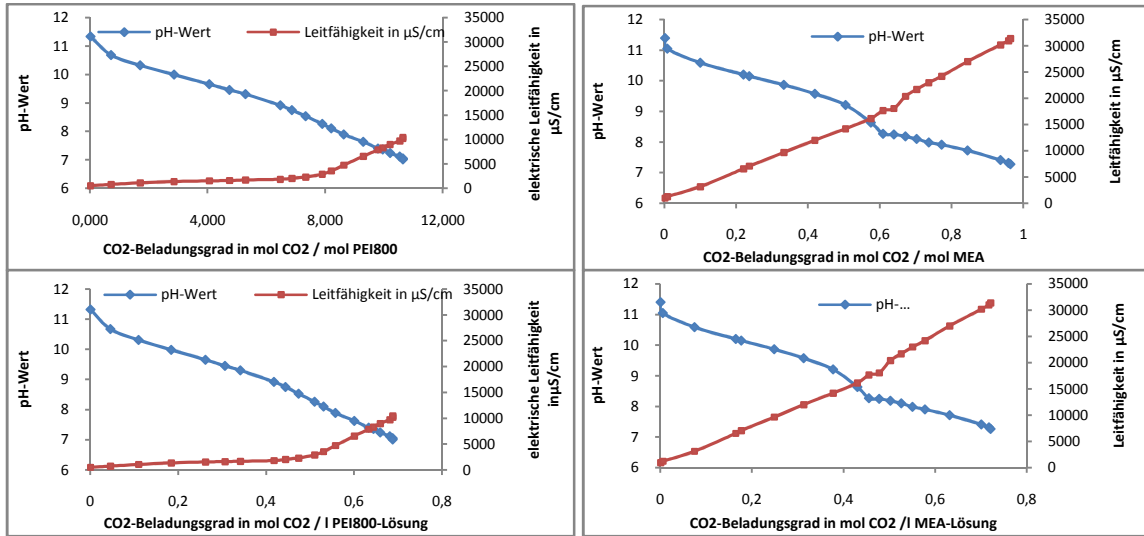 pH-Wert Leitfähigkeit in µS/cm
12
11
10
9
8
7
6
pH-Wert
35000
30000
25000
20000
15000
10000
5000
0
elektrische Leitfähigkeit in
µS/cm
0,000 4,000 8,000 12,000
CO2-Beladungsgrad in mol CO2 / mol PEI800
pH-Wert
12
11
10
9
8
7
6
pH-Wert
35000
30000
25000
20000
15000
10000
5000
0
Leitfähigkeit in µS/cm
0 0,2 0,4 0,6 0,8 1
CO2-Beladungsgrad in mol CO2 / mol MEA
pH-Wert Leitfähigkeit in µS/cm
12
11
10
9
8
7
6
pH-Wert
35000
30000
25000
20000
15000
10000
5000
0
elektrische Leitfähigkeit
inµS/cm
0 0,2 0,4 0,6 0,8
CO2-Beladungsgrad in mol CO2 / l PEI800-Lösung
pH-...
12
11
10
9
8
7
6
pH-Wert
35000
30000
25000
20000
15000
10000
5000
0
Leitfähigkeit in µS/cm
0 0,2 0,4 0,6 0,8
CO2-Beladungsgrad in mol CO2 /l MEA-Lösung